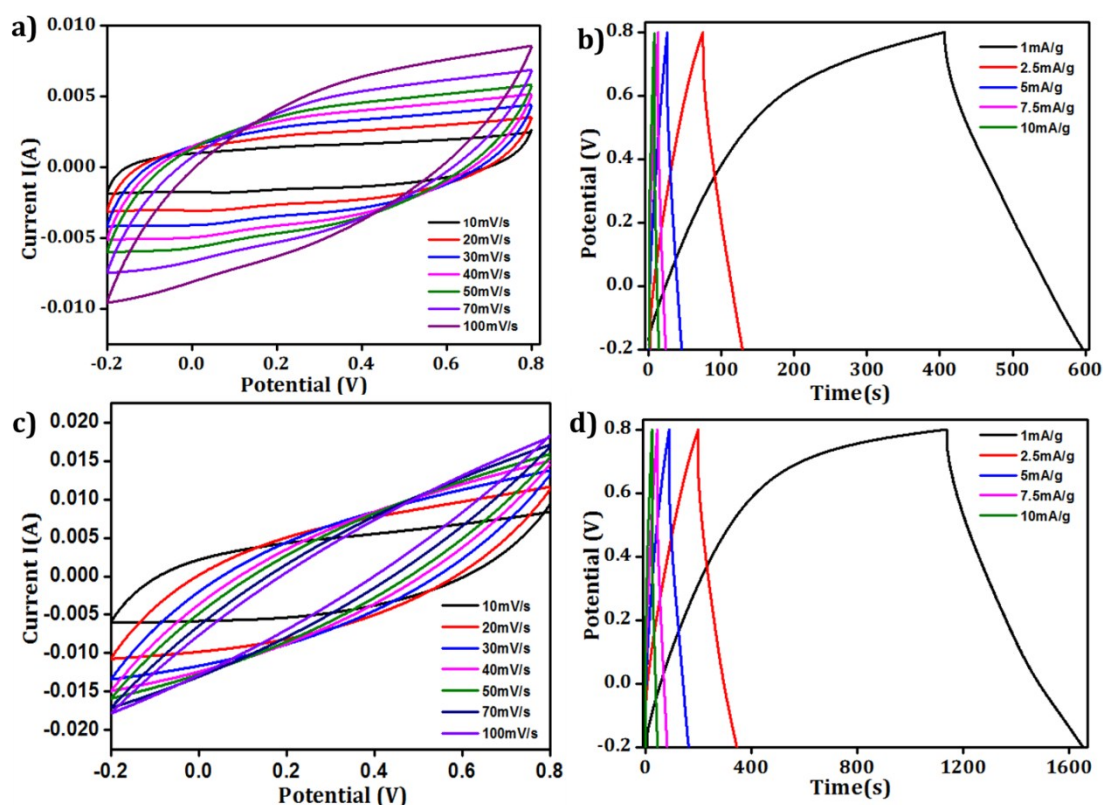 a)
0.010
0.005
0.000
-0.005
-0.010
Current I(A)
-0.2 0.0 0.2 0.4 0.6 0.8
Potential (V)
10mV/s
20mV/s
30mV/s
40mV/s
50mV/s
70mV/s
100mV/s
b)
0.8
0.6
0.4
0.2
0.0
-0.2
Potential (V)
0 100 200 300 400 500 600
Time(s)
1mA/g
2.5mA/g
5mA/g
7.5mA/g
10mA/g
c)
0.020
0.015
0.010
0.005
0.000
-0.005
-0.010
-0.015
-0.020
Current I(A)
-0.2 0.0 0.2 0.4 0.6 0.8
Potential (V)
10mV/s
20mV/s
30mV/s
40mV/s
50mV/s
70mV/s
100mV/s
d)
0.8
0.6
0.4
0.2
0.0
-0.2
Potential (V)
0 400 800 1200 1600
Time(s)
1mA/g
2.5mA/g
5mA/g
7.5mA/g
10mA/g